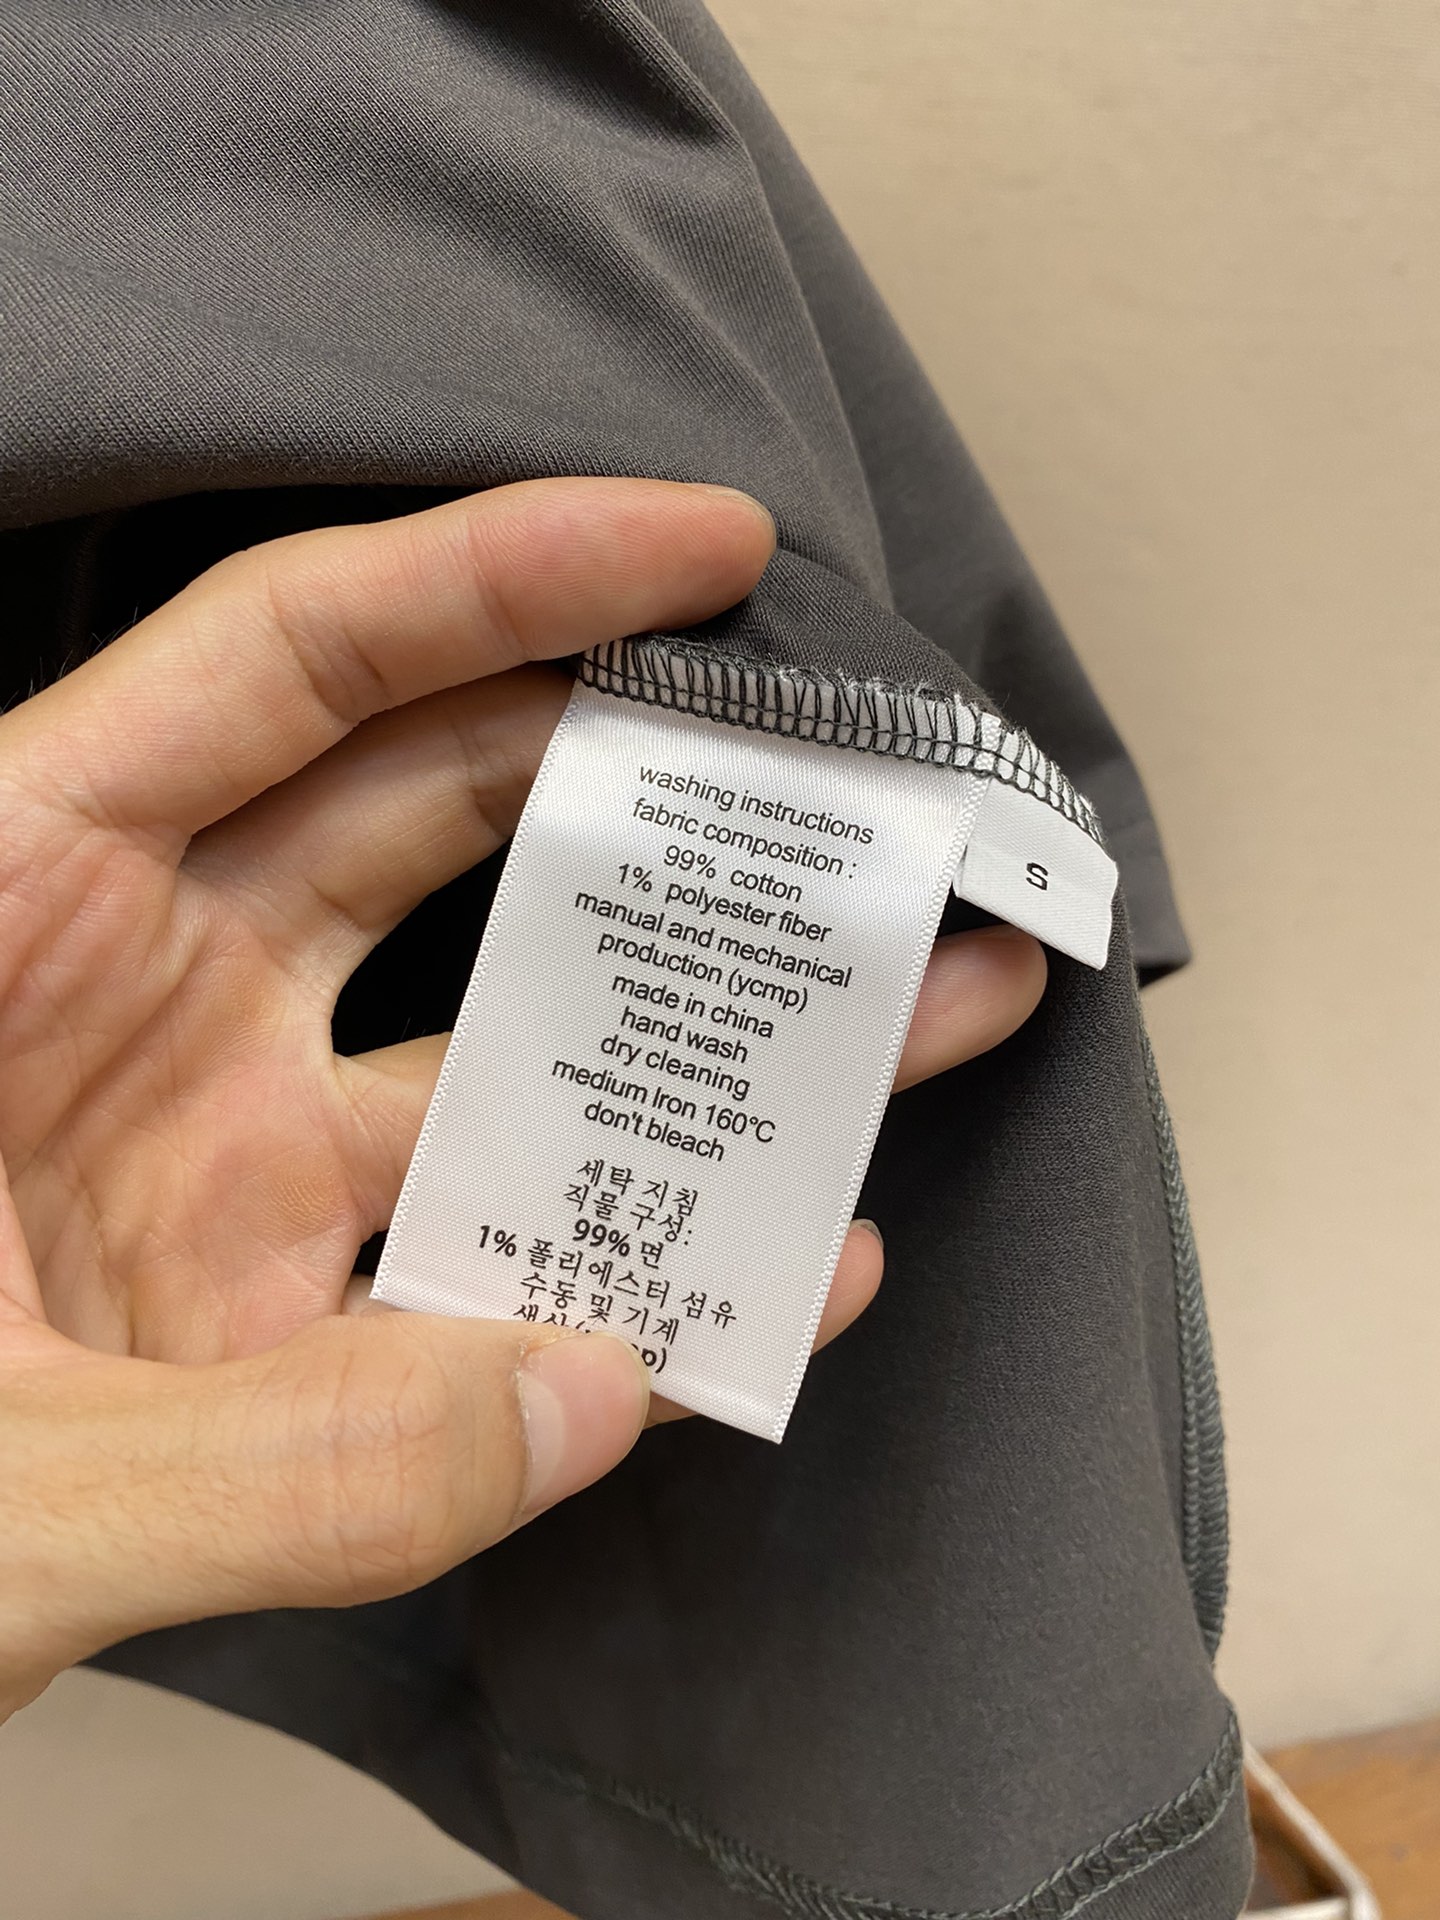 washing instructions
fabric composition :
99% cotton
1% polyester fiber
manual and mechanical
production (ycmp)
made in china
hand wash
dry cleaning
medium Iron 160°C
don't bleach
세탁 지침
직물 구성:
99% 면
1% 폴리에스터 섬유
수동 및 기계
S